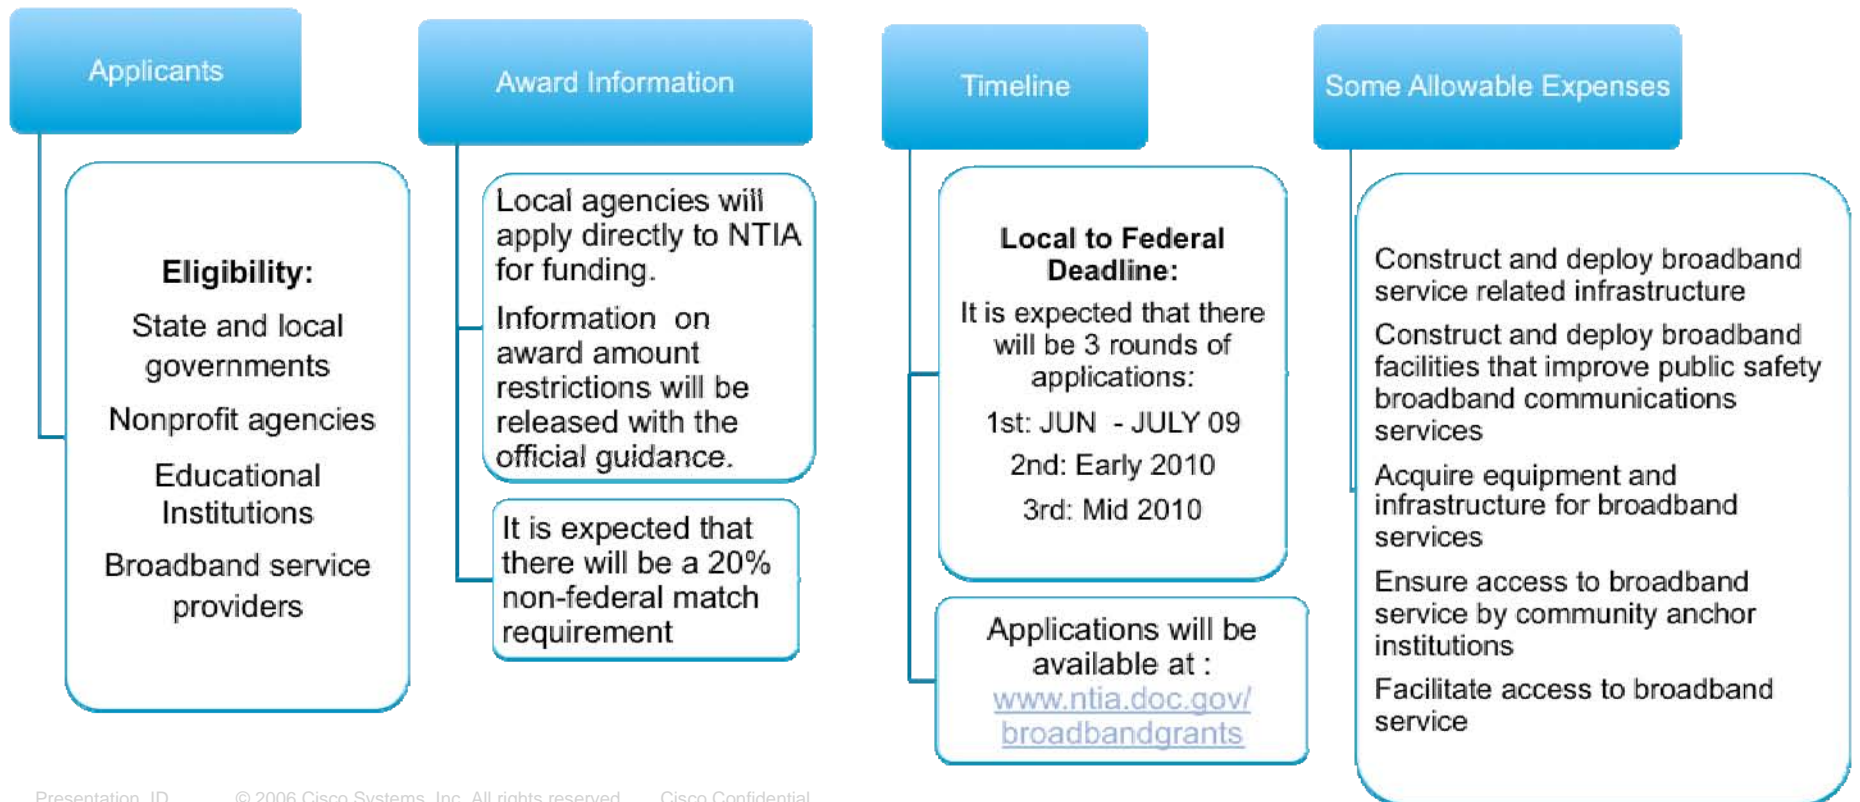 Applicants
Eligibility:
State and local
governments
Nonprofit agencies
Educational
Institutions
Broadband service
providers
Award Information
Local agencies will
apply directly to NTIA
for funding.
Information on
award amount
restrictions will be
released with the
official guidance.
It is expected that
there will be a 20%
non-federal match
requirement
Timeline
Local to Federal
Deadline:
It is expected that there
will be 3 rounds of
applications:
1st: JUN - JULY 09
2nd: Early 2010
3rd: Mid 2010
Applications will be
available at :
www.ntia.doc.gov/
broadbandgrants
Some Allowable Expenses
Construct and deploy broadband
service related infrastructure
Construct and deploy broadband
facilities that improve public safety
broadband communications
services
Acquire equipment and
infrastructure for broadband
services
Ensure access to broadband
service by community anchor
institutions
Facilitate access to broadband
service
Presentation_ID © 2006 Cisco Systems, Inc. All rights reserved. Cisco Confidential